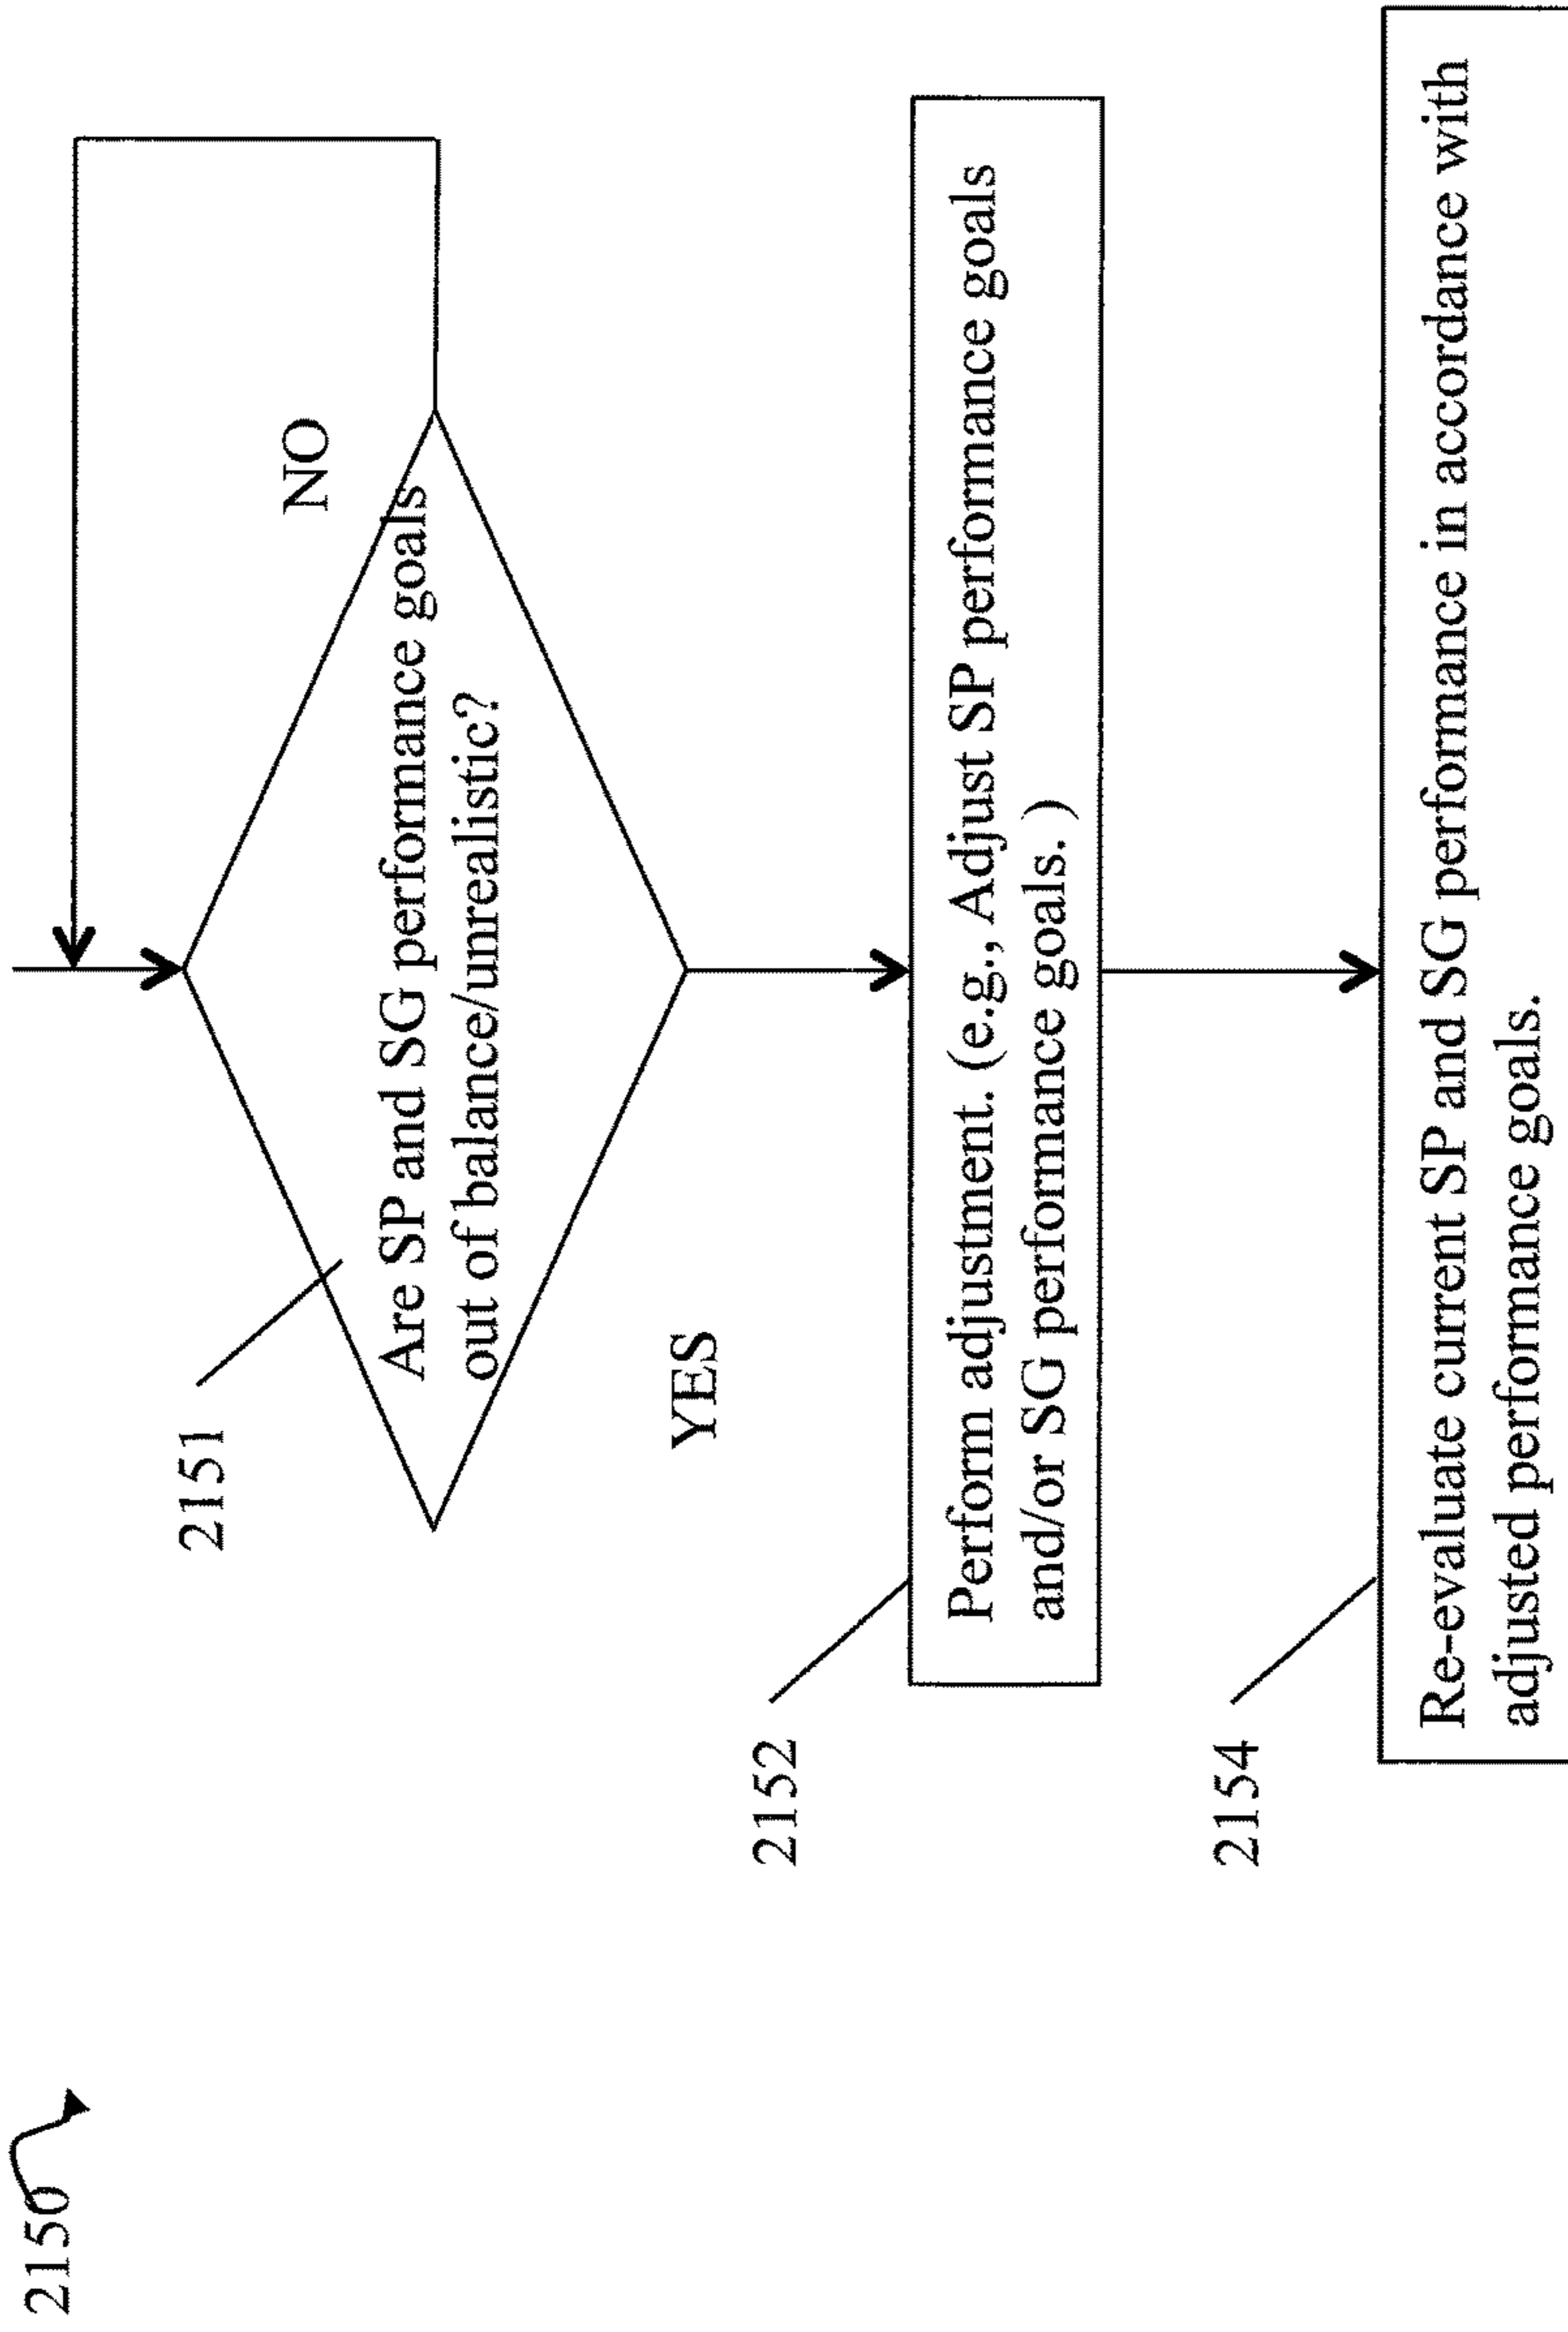 2150
2151
Are SP and SG performance goals
out of balance/unrealistic?
NO
YES
2152
Perform adjustment. (e.g., Adjust SP performance goals
and/or SG performance goals. )
2154
Re-evaluate current SP and SG performance in accordance with
adjusted performance goals.